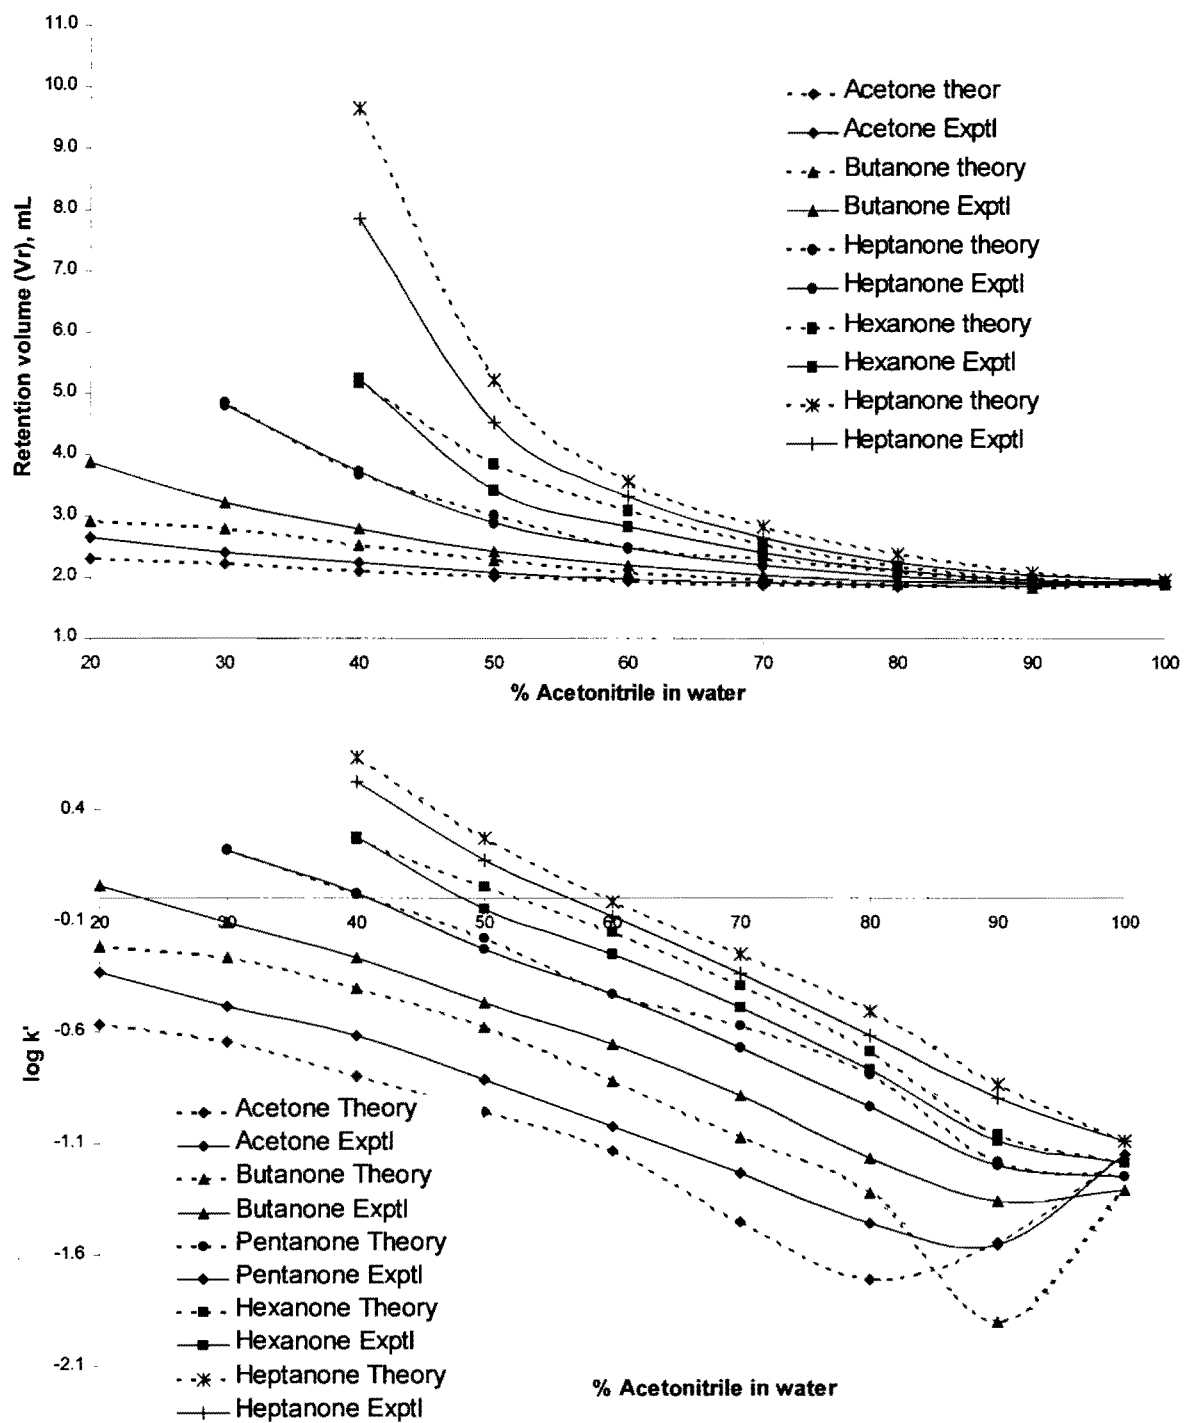 11.0
10.0
9.0
8.0
7.0
6.0
5.0
4.0
3.0
2.0
1.0
Retention volume (Vr), mL
20 30 40 50 60 70 80 90 100
% Acetonitrile in water
Acetone theor
Acetone Exptl
Butanone theory
Butanone Exptl
Heptanone theory
Heptanone Exptl
Hexanone theory
Hexanone Exptl
Heptanone theory
Heptanone Exptl
0.4
-0.1
-0.6
-1.1
-1.6
-2.1
log k'
20 30 40 50 60 70 80 90 100
Acetone Theory
Acetone Exptl
Butanone Theory
Butanone Exptl
Pentanone Theory
Pentanone Exptl
Hexanone Theory
Hexanone Exptl
Heptanone Theory
Heptanone Exptl
% Acetonitrile in water